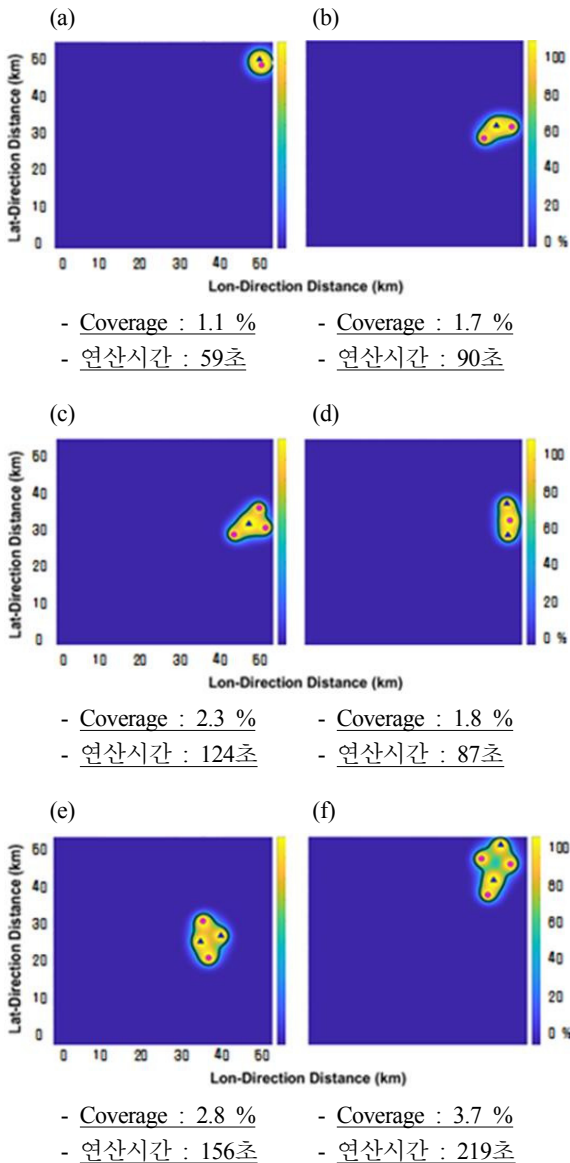 (a) (b)
Lat-Direction Distance (km)
50
40
30
20
10
0
100
80
60
40
20
0 %
0 10 20 30 40 60
Lon-Direction Distance (km)
- Coverage : 1.1 % - Coverage : 1.7 %
- 연산시간 : 59초 - 연산시간 : 90초
(c) (d)
Lat-Direction Distance (km)
60
40
30
20
10
0
100
80
60
40
20
0 %
0 10 20 30 40 60
Lon-Direction Distance (km)
- Coverage : 2.3 % - Coverage : 1.8 %
- 연산시간 : 124초 - 연산시간 : 87초
(e) (f)
Lat-Direction Distance (km)
50
40
30
20
10
0
100
80
60
40
20
0 %
0 10 20 30 40 60
Lon-Direction Distance (km)
- Coverage : 2.8 % - Coverage : 3.7 %
- 연산시간 : 156초 - 연산시간 : 219초